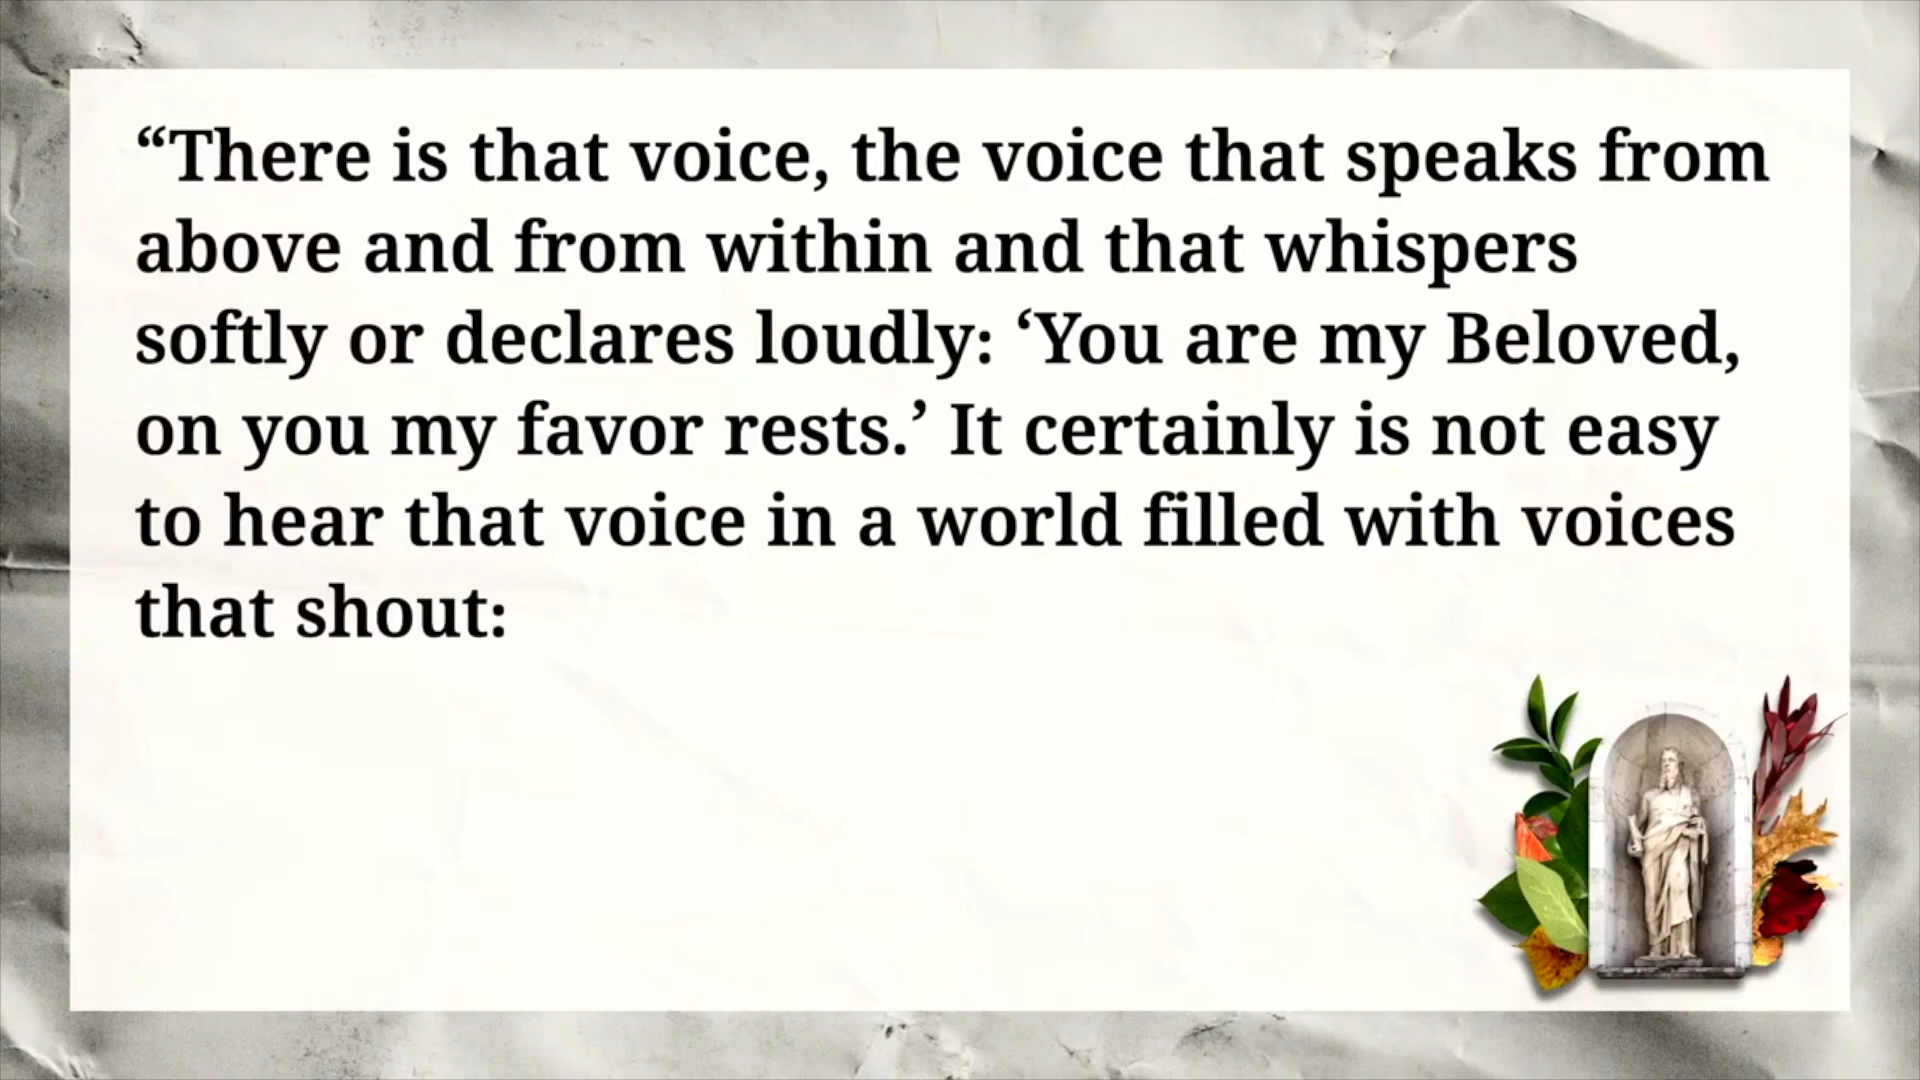 “There is that voice, the voice that speaks from
above and from within and that whispers
softly or declares loudly: ‘You are my Beloved,
on you my favor rests.’ It certainly is not easy
to hear that voice in a world filled with voices
that shout: